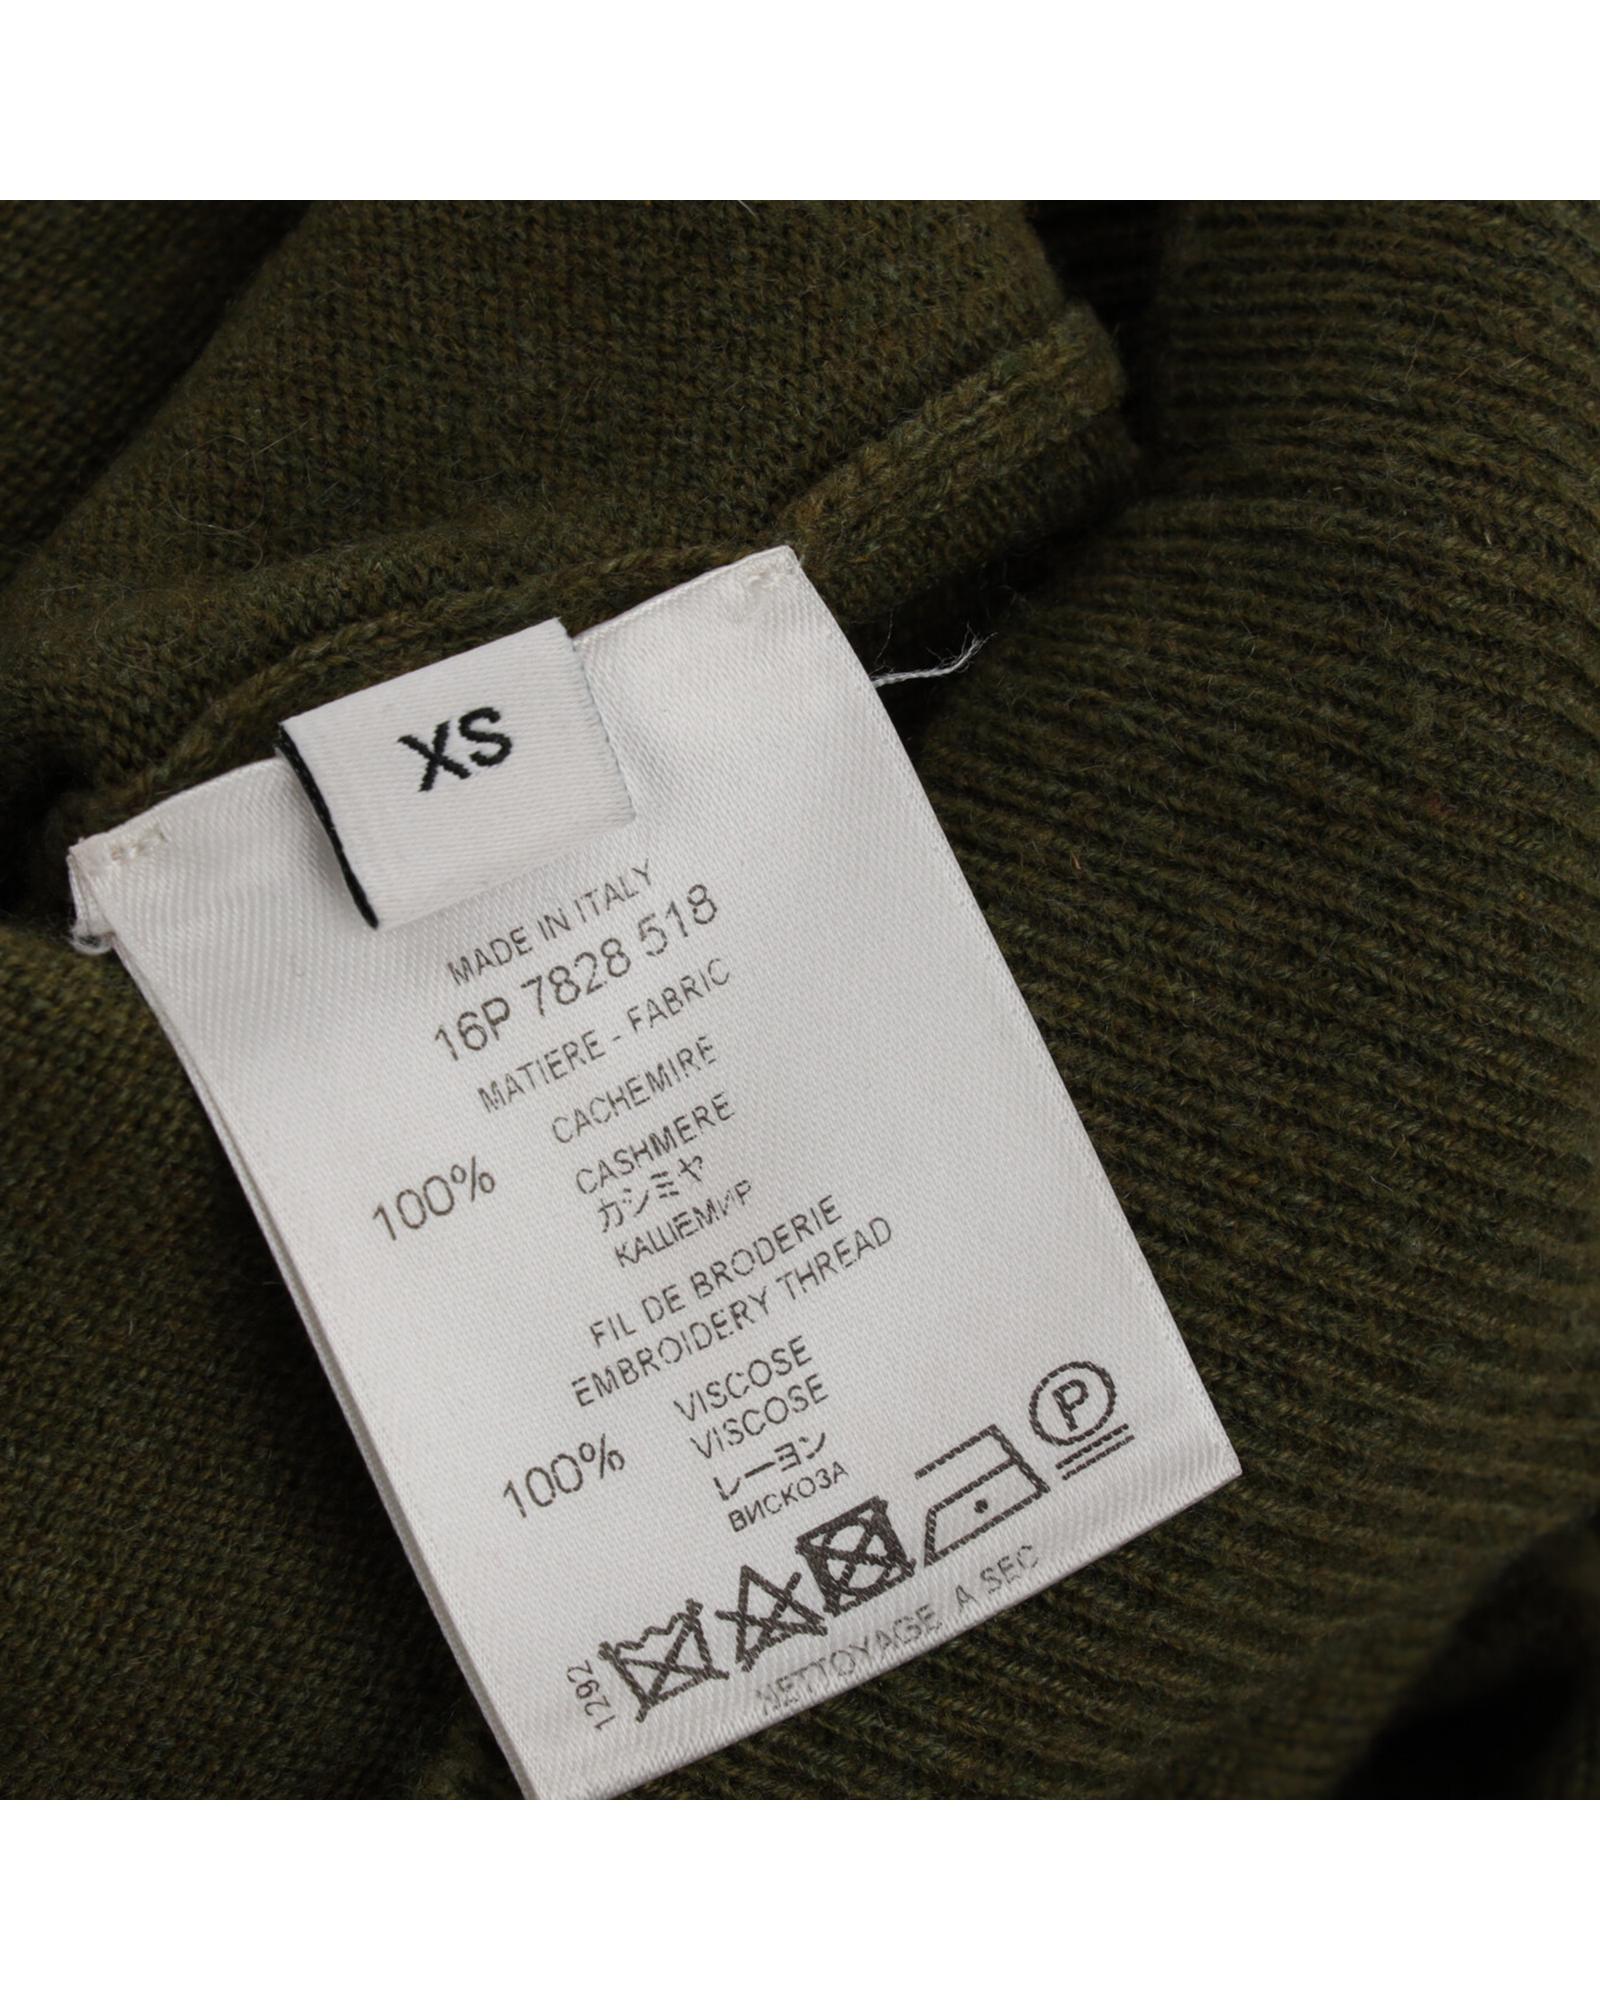 XS
MADE IN ITALY
16P 7828 518
MATIERE - FABRIC
CACHEMIRE
100% CASHMERE
カシミヤ
КАШЕМИР
FIL DE BRODERIE
EMBROIDERY THREAD
VISCOSE
100% VISCOSE
レーヨン
ВИСКОЗА
P
1292
NETTOYAGE A SEC